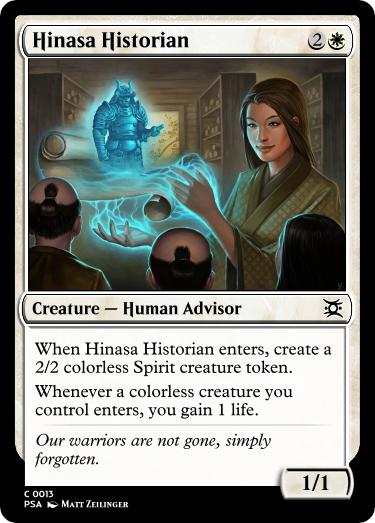 Hinasa Historian 2
Creature — Human Advisor
When Hinasa Historian enters, create a
2/2 colorless Spirit creature token.
Whenever a colorless creature you
control enters, you gain 1 life.
Our warriors are not gone, simply
forgotten.
1/1
C 0013
PSA Matt Zeilinger